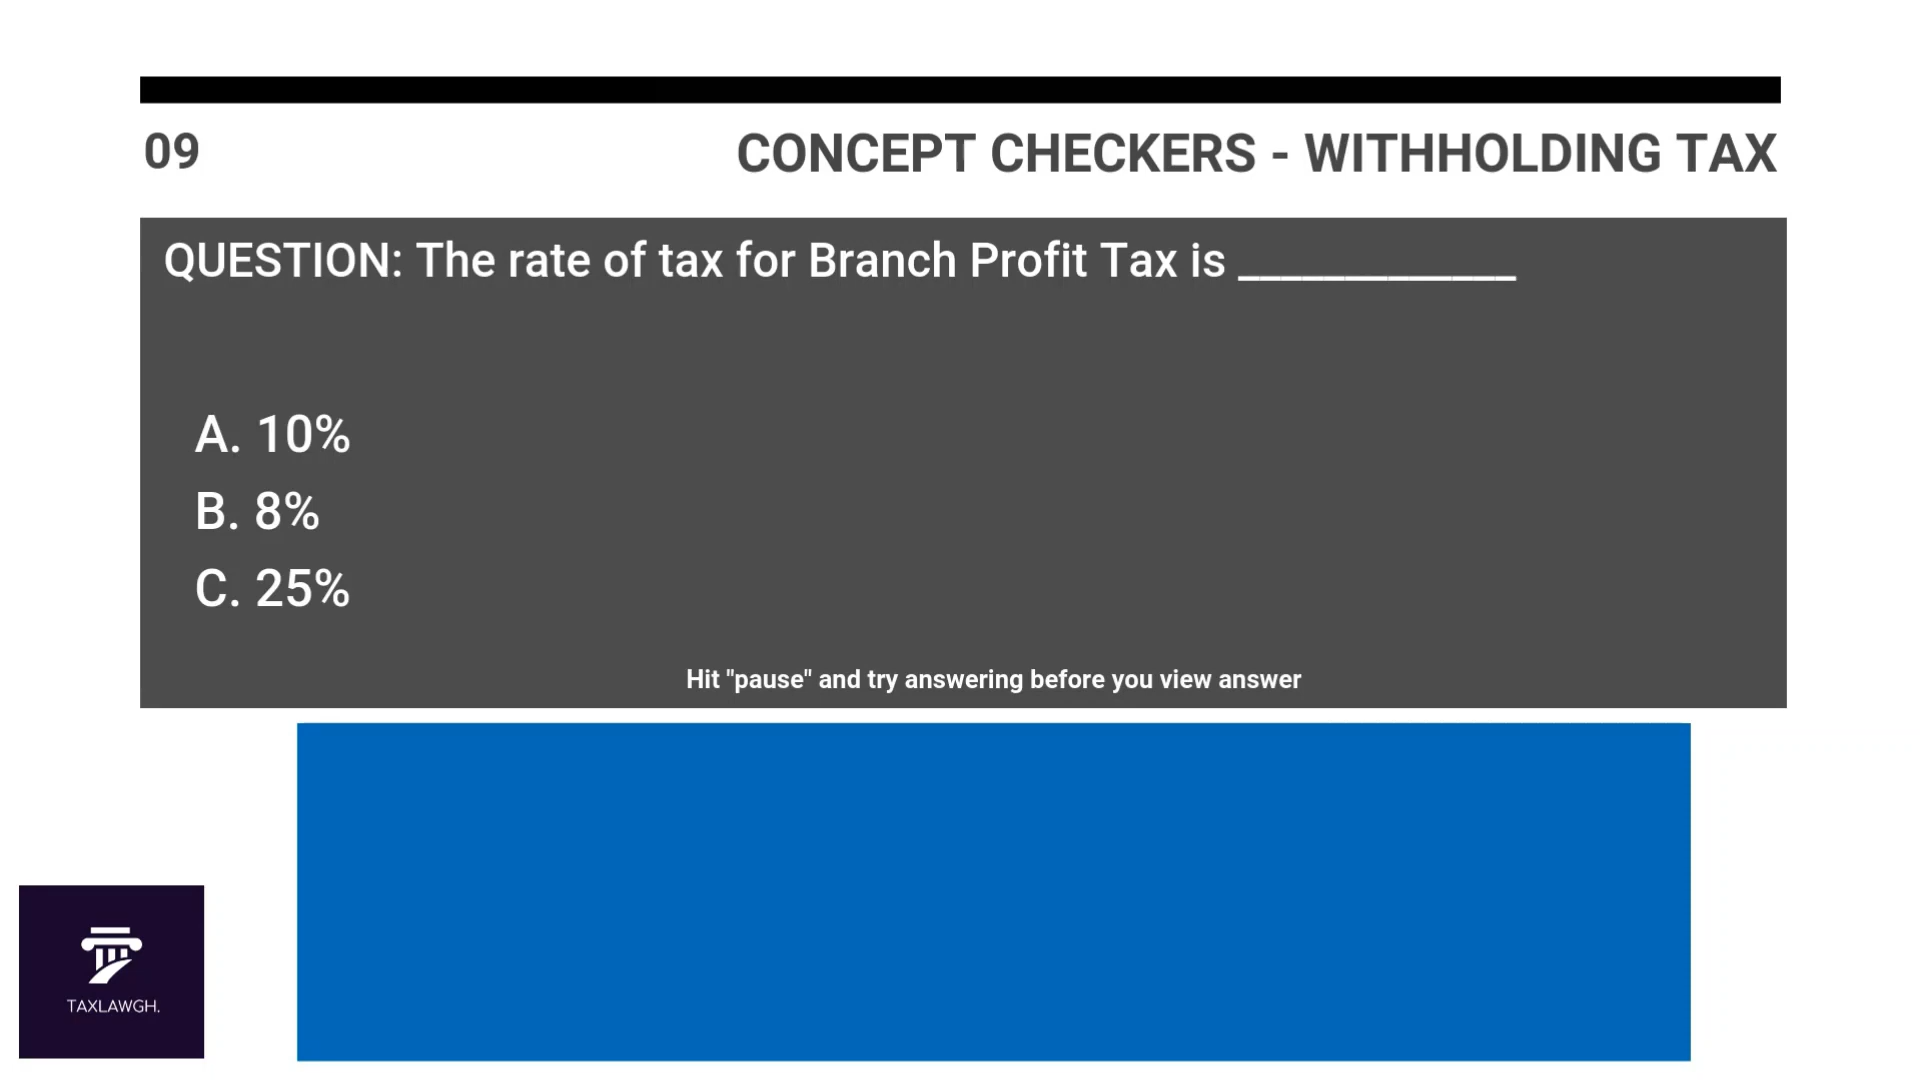 09
CONCEPT CHECKERS - WITHHOLDING TAX
QUESTION: The rate of tax for Branch Profit Tax is ____________
A. 10%
B. 8%
C. 25%
Hit "pause" and try answering before you view answer
TAXLAWGH.